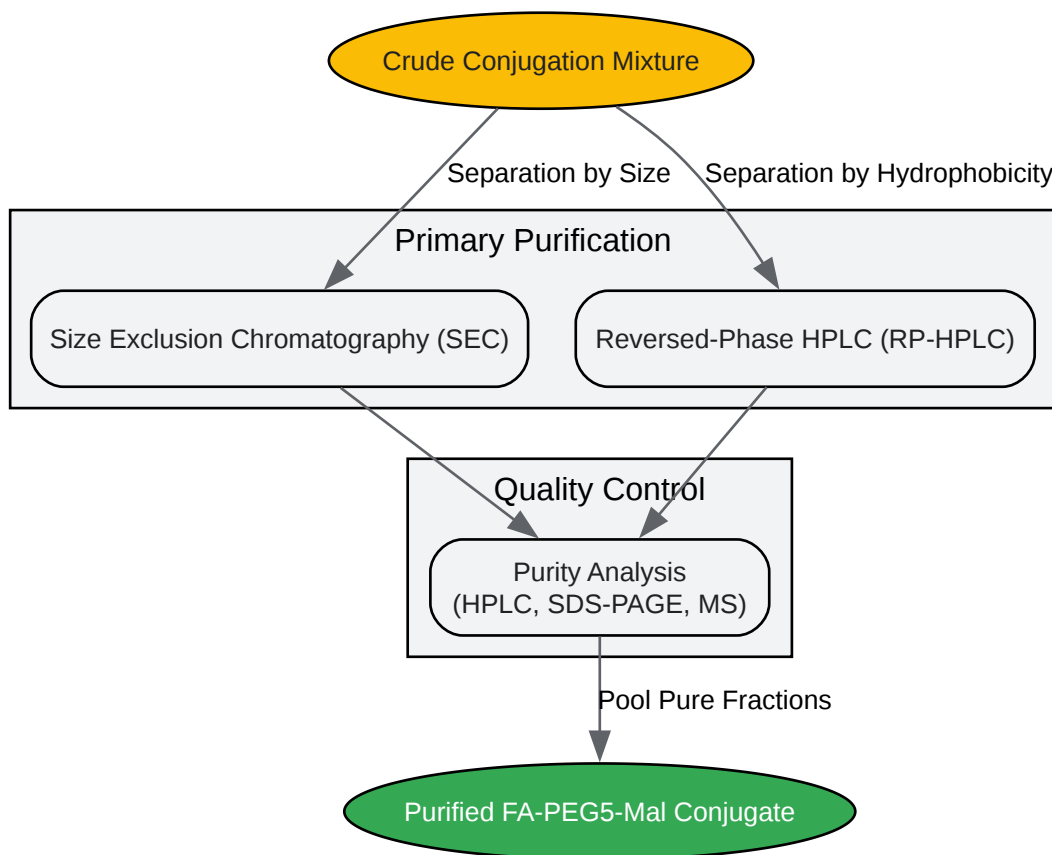 Crude Conjugation Mixture
Separation by Size
Separation by Hydrophobicity
Primary Purification
Size Exclusion Chromatography (SEC)
Reversed-Phase HPLC (RP-HPLC)
Quality Control
Purity Analysis
(HPLC, SDS-PAGE, MS)
Pool Pure Fractions
Purified FA-PEG5-Mal Conjugate